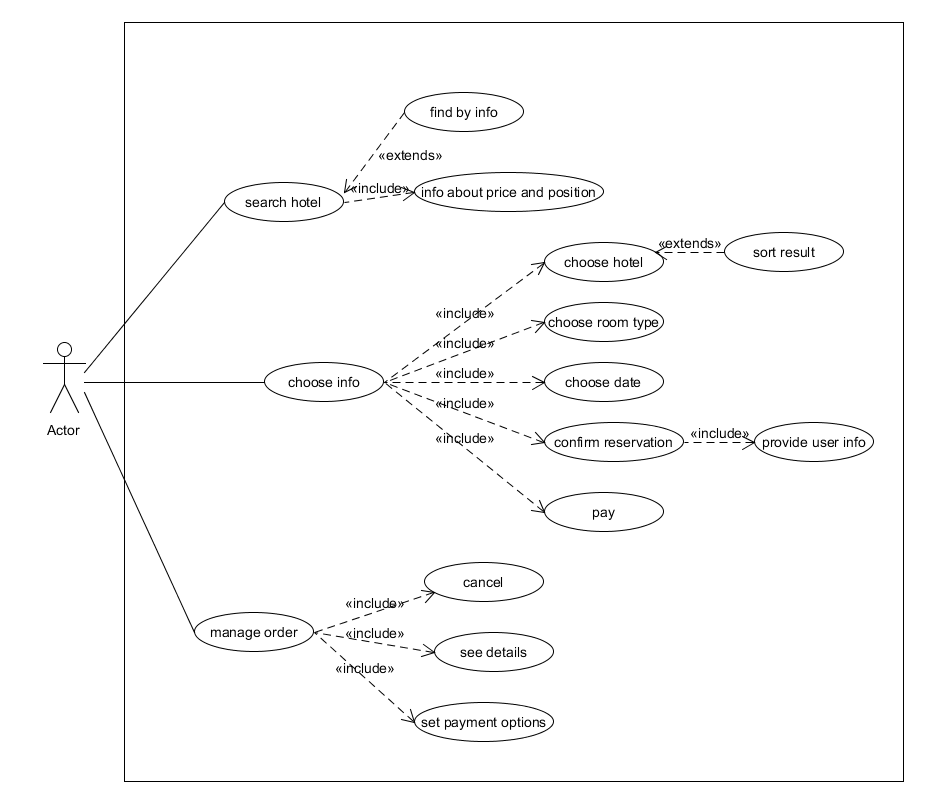 find by info
«extends»
«include»
info about price and position
search hotel
choose hotel
«extends»
sort result
«include»
choose room type
«include»
choose info
«include»
choose date
«include»
confirm reservation
«include»
provide user info
«include»
pay
Actor
cancel
«include»
manage order
«include»
see details
«include»
set payment options